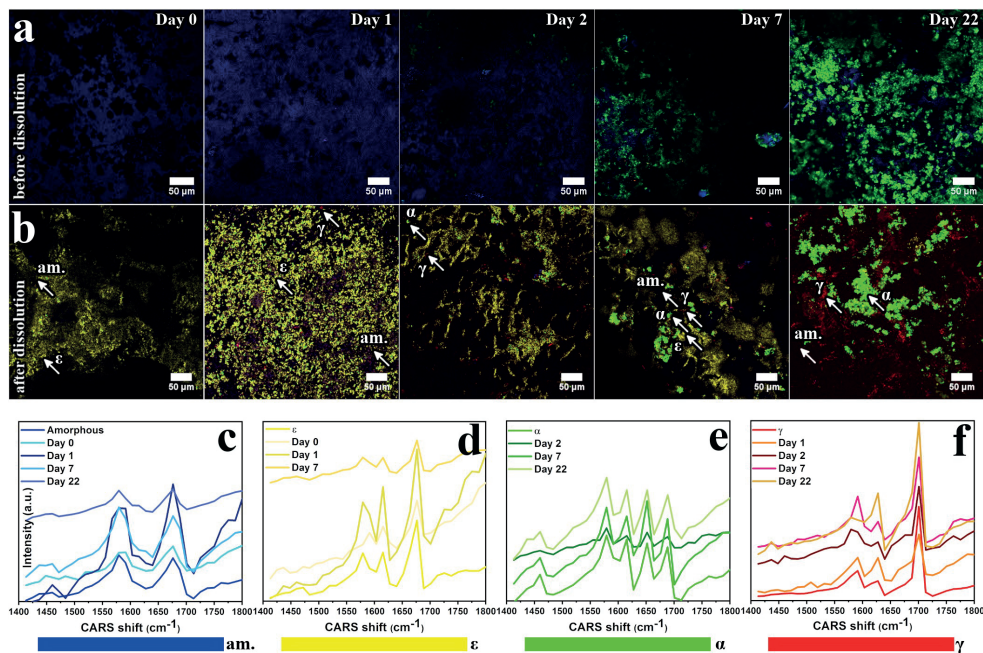 a
Day 0
Day 1
Day 2
Day 7
Day 22
before dissolution
50 µm
50 µm
50 µm
50 µm
50 µm
b
after dissolution
am.
ε
γ
ε
am.
α
γ
am.
γ
α
ε
γ
α
am.
50 µm
50 µm
50 µm
50 µm
50 µm
c
Amorphous
Day 0
Day 1
Day 7
Day 22
Intensity (a.u.)
1400 1450 1500 1550 1600 1650 1700 1750 1800
CARS shift (cm-1)
am.
d
ε
Day 0
Day 1
Day 7
1400 1450 1500 1550 1600 1650 1700 1750 1800
CARS shift (cm-1)
ε
e
α
Day 2
Day 7
Day 22
1400 1450 1500 1550 1600 1650 1700 1750 1800
CARS shift (cm-1)
α
f
γ
Day 1
Day 2
Day 7
Day 22
1400 1450 1500 1550 1600 1650 1700 1750 1800
CARS shift (cm-1)
γ